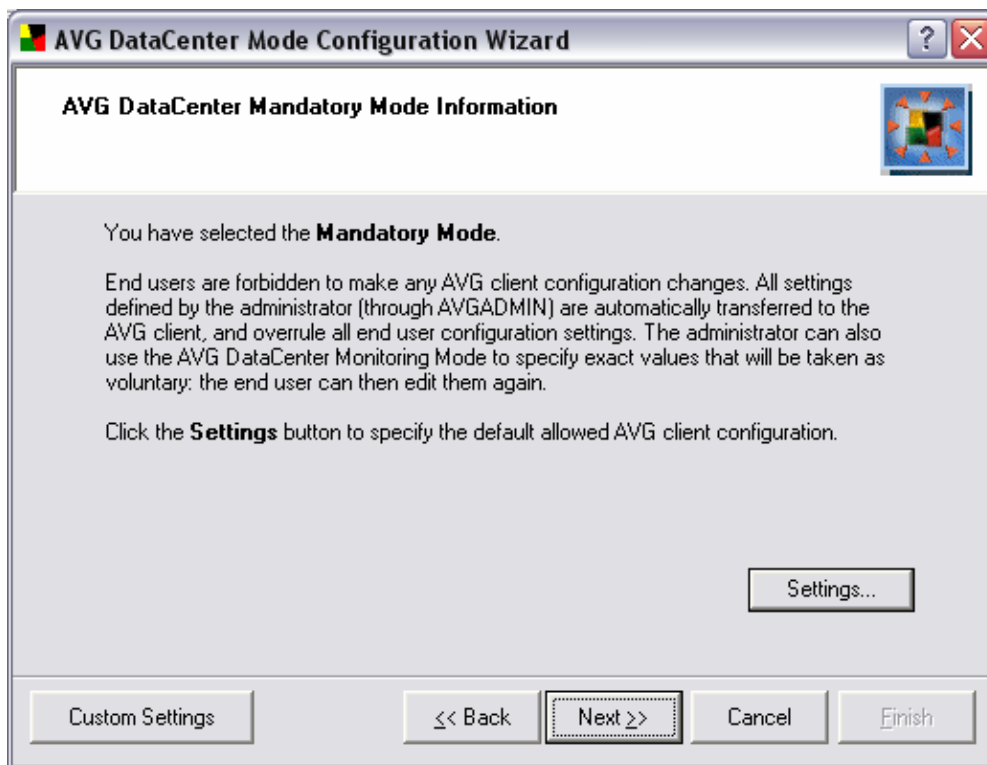 AVG DataCenter Mode Configuration Wizard
?
AVG DataCenter Mandatory Mode Information
You have selected the Mandatory Mode.
End users are forbidden to make any AVG client configuration changes. All settings
defined by the administrator (through AVGADMIN) are automatically transferred to the
AVG client, and overrule all end user configuration settings. The administrator can also
use the AVG DataCenter Monitoring Mode to specify exact values that will be taken as
voluntary: the end user can then edit them again.
Click the Settings button to specify the default allowed AVG client configuration.
Settings...
Custom Settings
<< Back
Next >>
Cancel
Finish